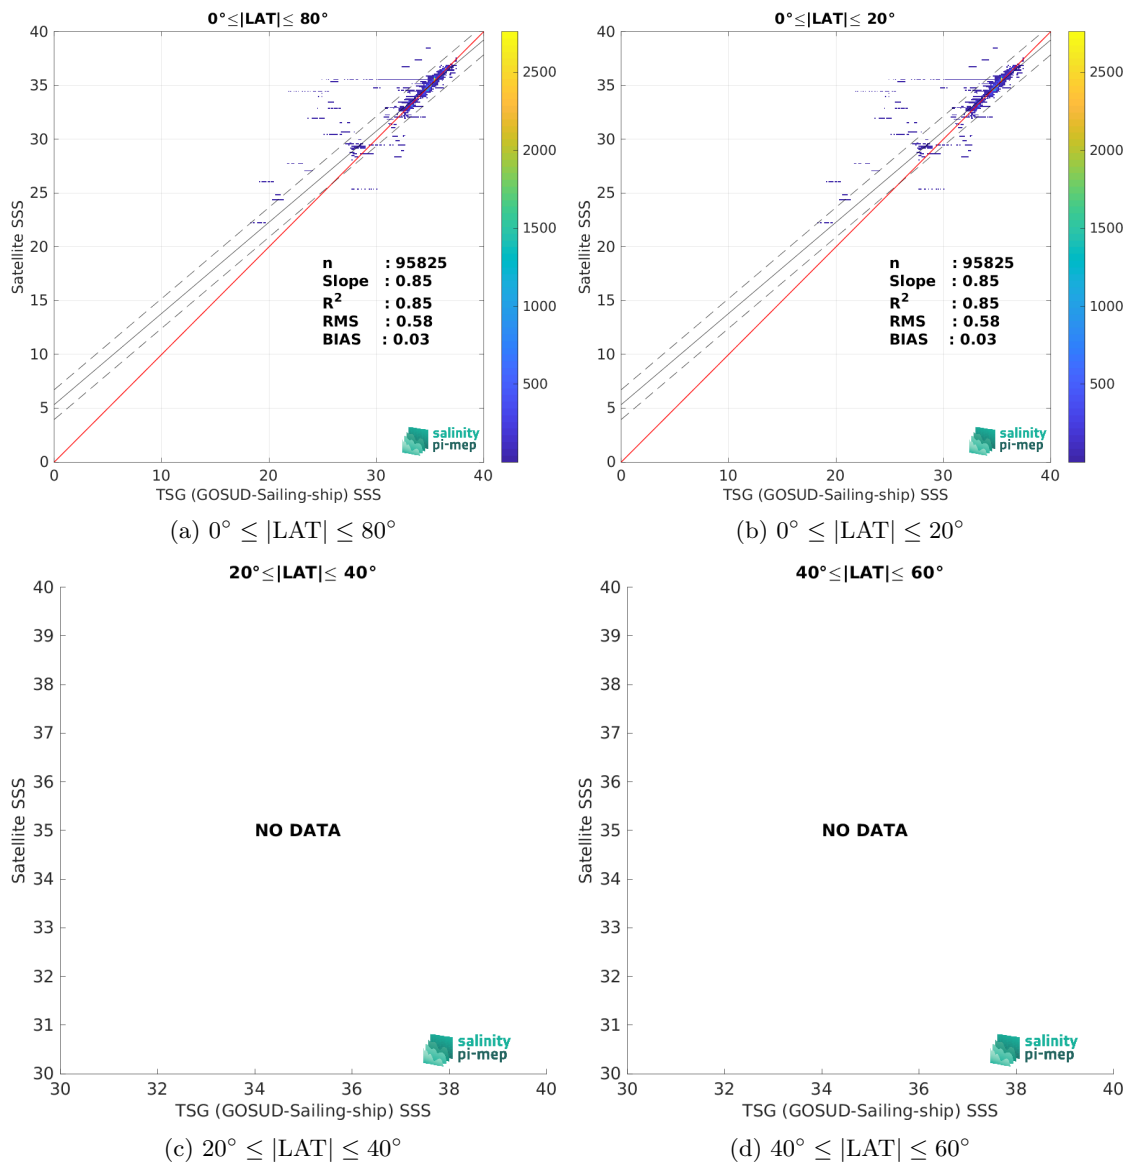 0°≤|LAT|≤ 80°
40
35
30
25
20
15
10
5
0
Satellite SSS
n : 95825
Slope : 0.85
R² : 0.85
RMS : 0.58
BIAS : 0.03
salinity
pi-mep
0 10 20 30 40
TSG (GOSUD-Sailing-ship) SSS
2500
2000
1500
1000
500
(a) 0° ≤ |LAT| ≤ 80°
0°≤|LAT|≤ 20°
40
35
30
25
20
15
10
5
0
Satellite SSS
n : 95825
Slope : 0.85
R² : 0.85
RMS : 0.58
BIAS : 0.03
salinity
pi-mep
0 10 20 30 40
TSG (GOSUD-Sailing-ship) SSS
2500
2000
1500
1000
500
(b) 0° ≤ |LAT| ≤ 20°
20°≤|LAT|≤ 40°
40
39
38
37
36
35
34
33
32
31
30
Satellite SSS
NO DATA
salinity
pi-mep
30 32 34 36 38 40
TSG (GOSUD-Sailing-ship) SSS
(c) 20° ≤ |LAT| ≤ 40°
40°≤|LAT|≤ 60°
40
39
38
37
36
35
34
33
32
31
30
Satellite SSS
NO DATA
salinity
pi-mep
30 32 34 36 38 40
TSG (GOSUD-Sailing-ship) SSS
(d) 40° ≤ |LAT| ≤ 60°